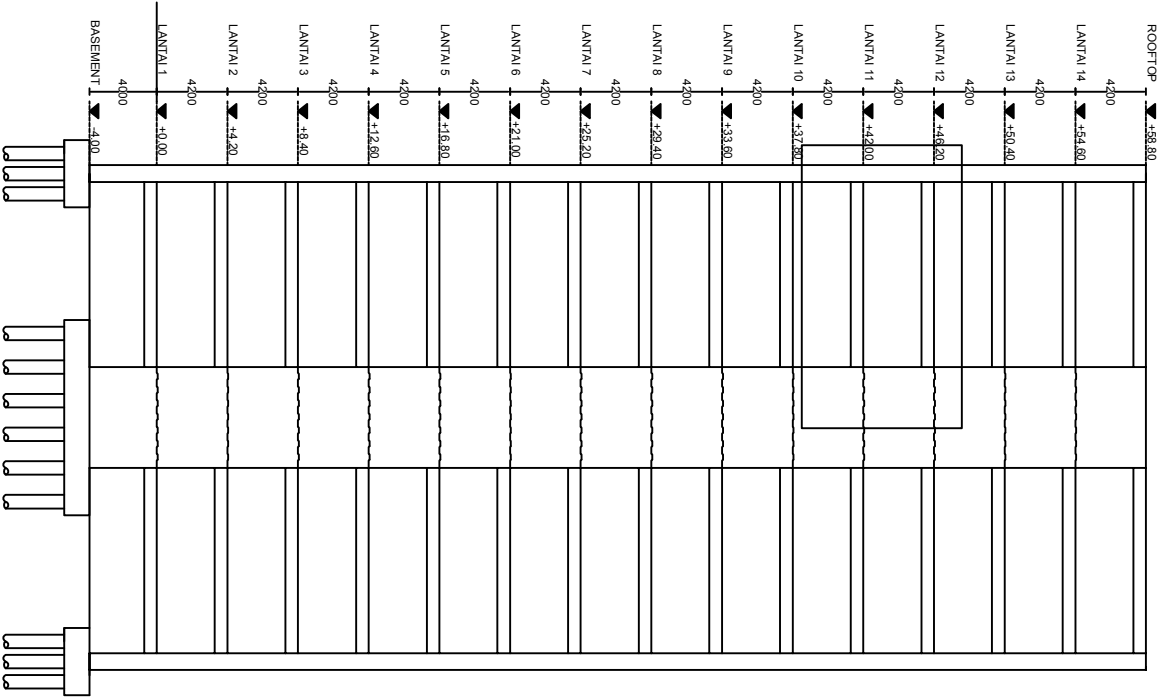 ROOFTOP
+58.80
4200
LANTAI 14
+54.60
4200
LANTAI 13
+50.40
4200
LANTAI 12
+46.20
4200
LANTAI 11
+42.00
4200
LANTAI 10
+37.80
4200
LANTAI 9
+33.60
4200
LANTAI 8
+29.40
4200
LANTAI 7
+25.20
4200
LANTAI 6
+21.00
4200
LANTAI 5
+16.80
4200
LANTAI 4
+12.60
4200
LANTAI 3
+8.40
4200
LANTAI 2
+4.20
4200
LANTAI 1
+0.00
4000
BASEMENT
-4.00